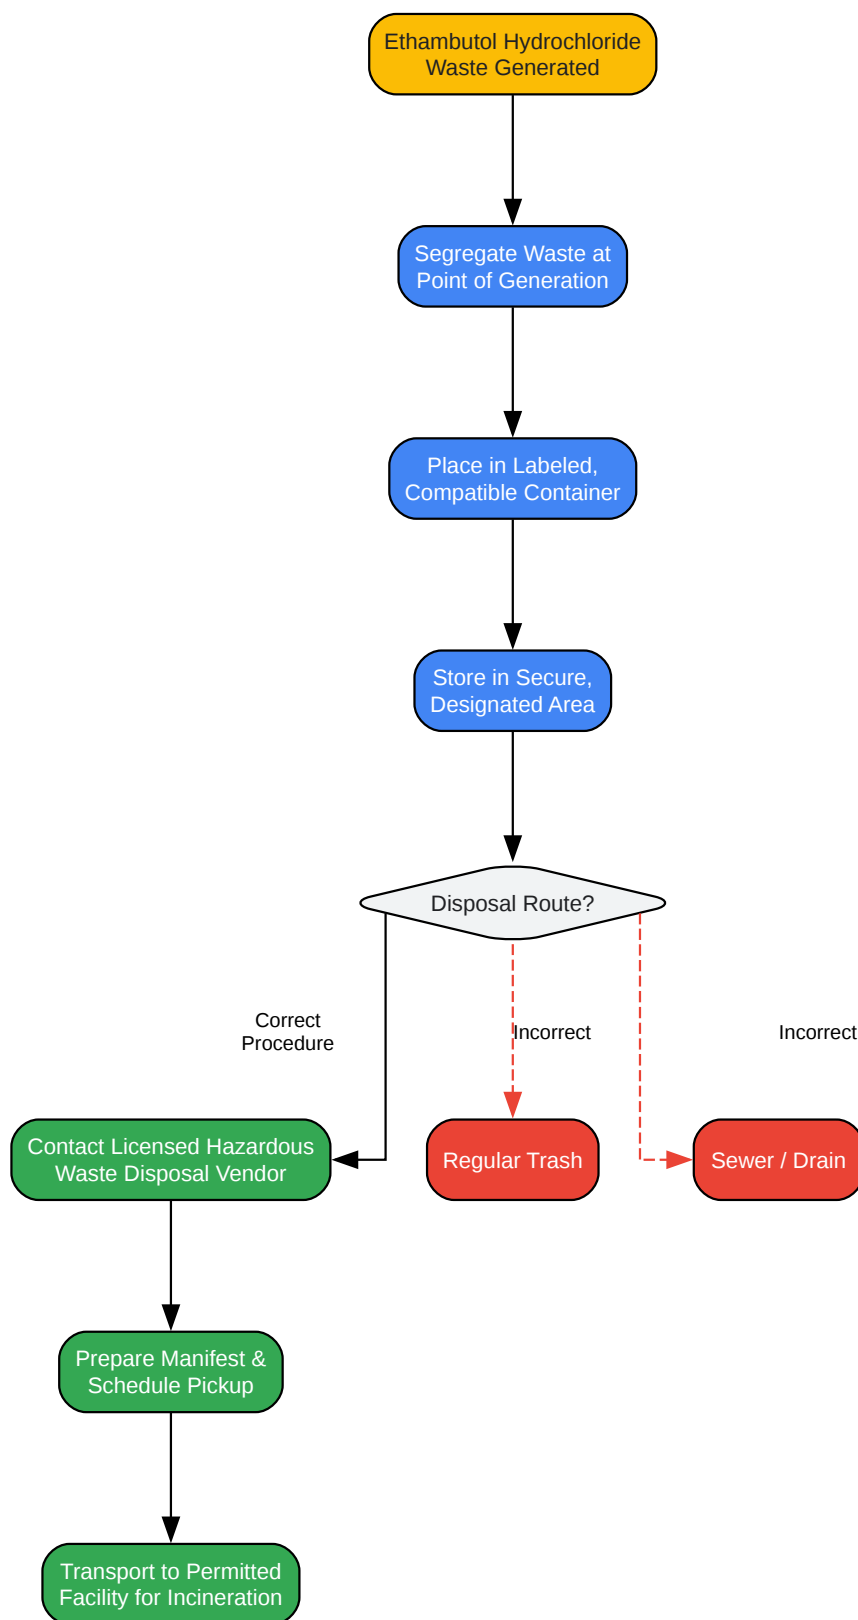 Ethambutol Hydrochloride
Waste Generated
Segregate Waste at
Point of Generation
Place in Labeled,
Compatible Container
Store in Secure,
Designated Area
Disposal Route?
Correct
Procedure
Incorrect
Incorrect
Contact Licensed Hazardous
Waste Disposal Vendor
Regular Trash
Sewer / Drain
Prepare Manifest &
Schedule Pickup
Transport to Permitted
Facility for Incineration